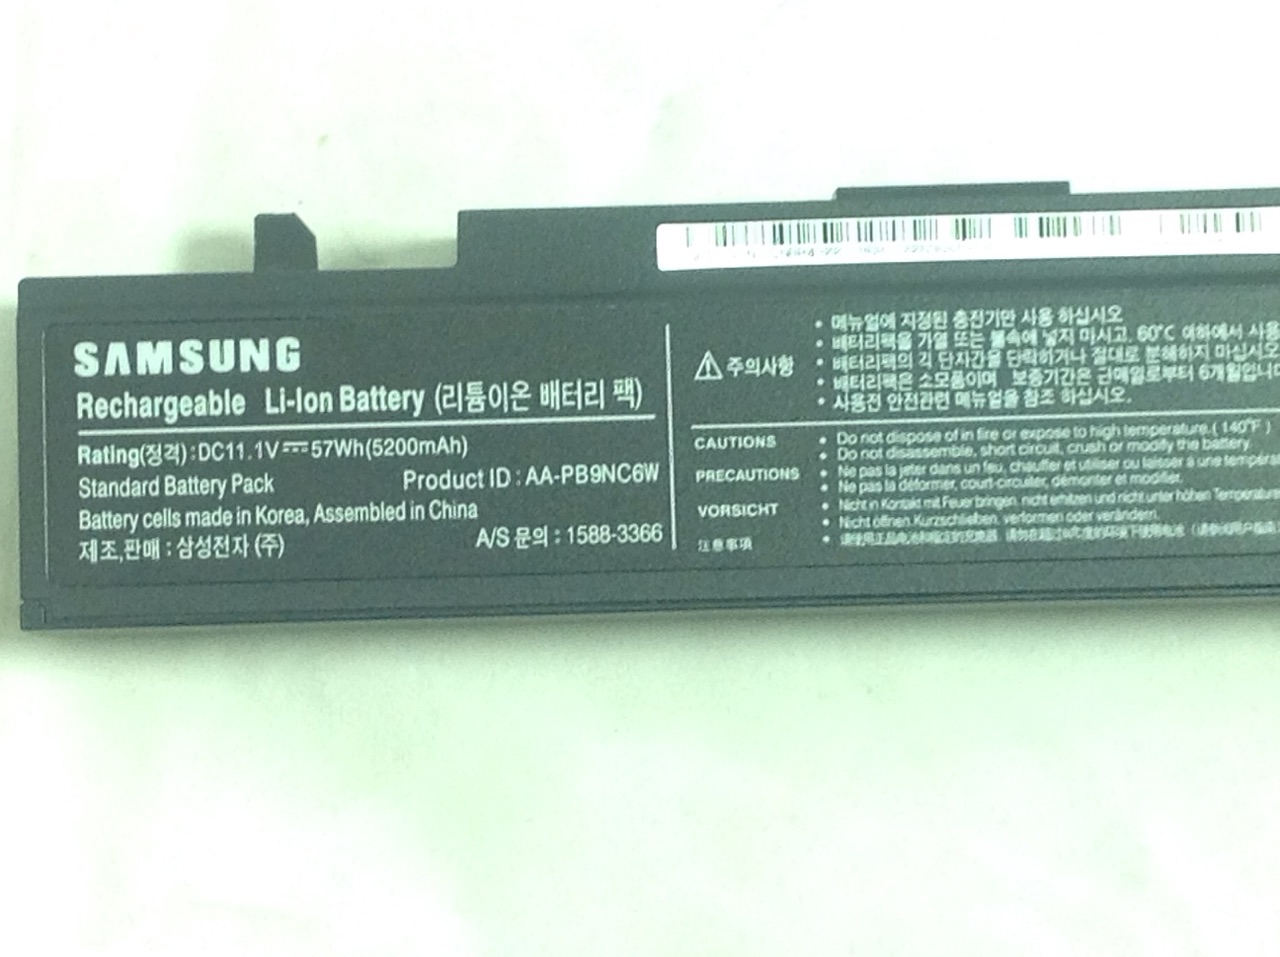 SAMSUNG
Rechargeable Li-Ion Battery (리튬이온 배터리 팩)
Rating(정격):DC11.1V⎓57Wh(5200mAh)
Standard Battery Pack
Product ID : AA-PB9NC6W
Battery cells made in Korea, Assembled in China
제조,판매 : 삼성전자 (주)
A/S 문의 : 1588-3366
주의사항
• 메뉴얼에 지정된 충전기만 사용 하십시오
• 배터리팩을 가열 또는 불속에 넣지 마시고, 60°C 이하에서 사용
• 배터리팩의 각 단자간을 단락하거나 절대로 분해하지 마십시오
• 배터리팩은 소모품이며 보증기간은 구매일로부터 6개월입니다
• 사용전 안전관련 메뉴얼을 참조 하십시오.
CAUTIONS
• Do not dispose of in fire or expose to high temperature.( 140°F )
• Do not disassemble, short circuit, crush or modify the battery.
PRECAUTIONS
• Ne pas la jeter dans un feu, chauffer et utiliser ou laisser à une
• Ne pas la déformer, court-circuiter, démonter et modifier.
VORSICHT
• Nicht in Kontakt mit Feuer bringen, nicht erhitzen und nicht unter hohen
• Nicht öffnen, Kurzschließen, verformen oder verändern.
注意事項